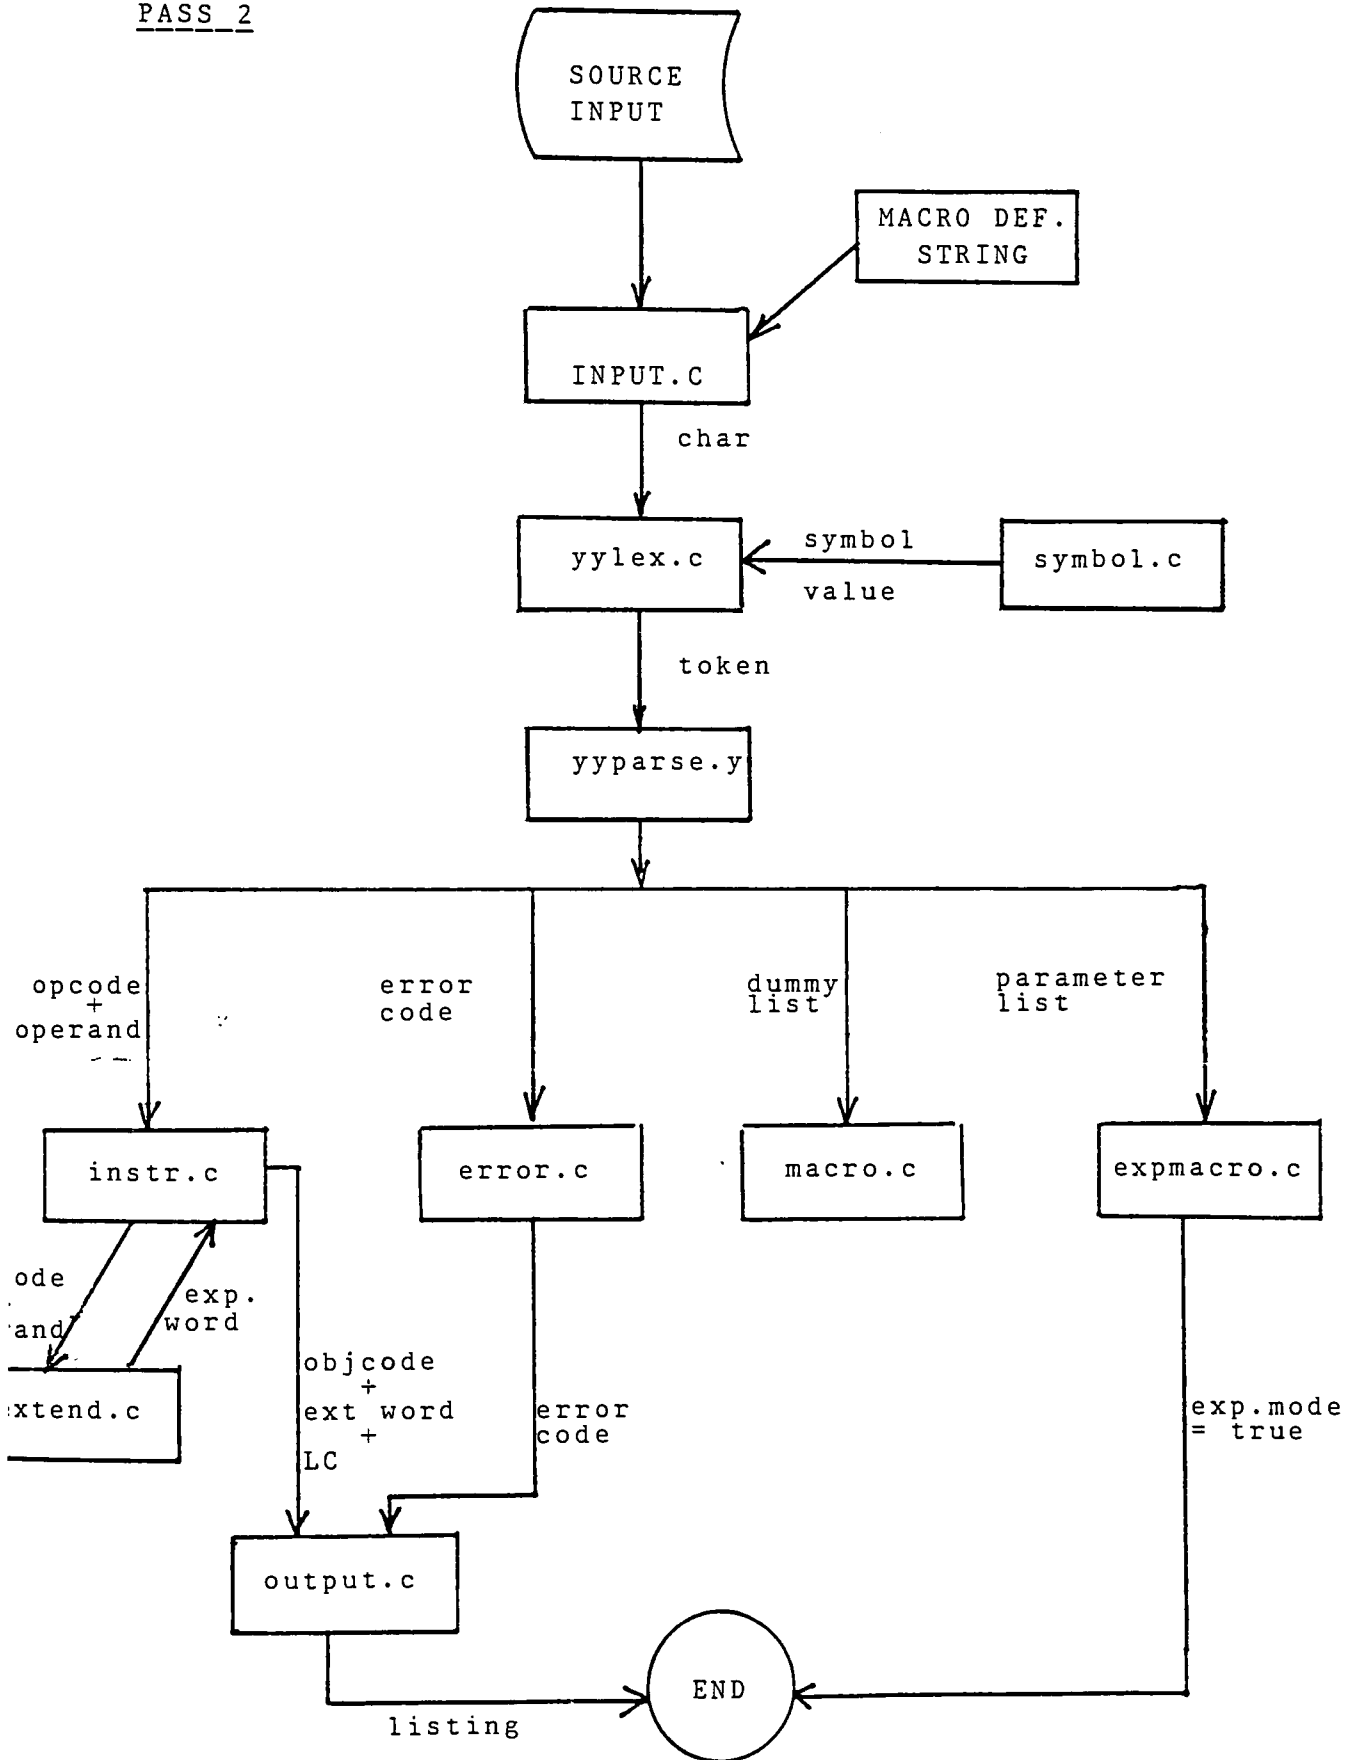 PASS 2
SOURCE
INPUT
MACRO DEF.
STRING
INPUT.C
char
yylex.c
symbol
value
symbol.c
token
yyparse.y
opcode
+
operand
error
code
dummy
list
parameter
list
instr.c
error.c
macro.c
expmacro.c
ode
and
exp.
word
xtend.c
objcode
+
ext word
+
LC
error
code
exp.mode
= true
output.c
END
listing